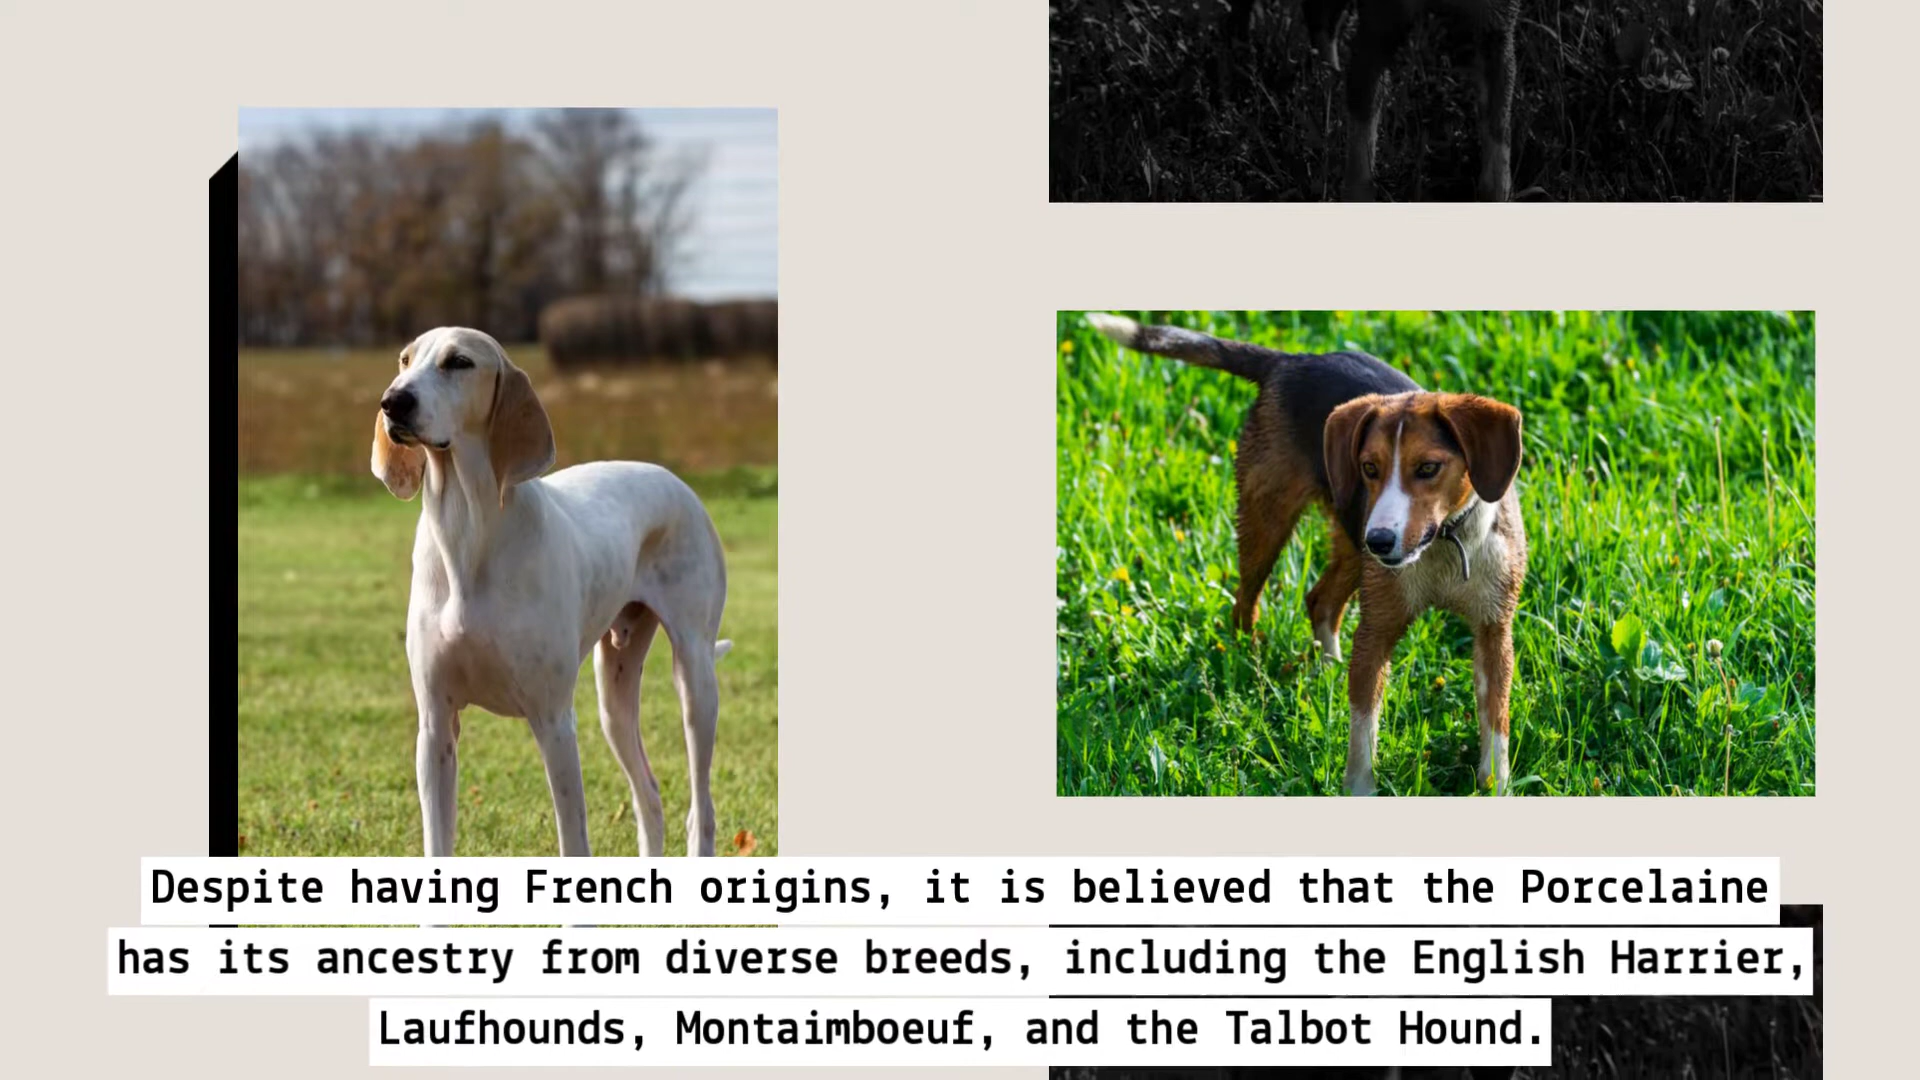 Despite having French origins, it is believed that the Porcelaine
has its ancestry from diverse breeds, including the English Harrier,
Laufhounds, Montaimboeuf, and the Talbot Hound.